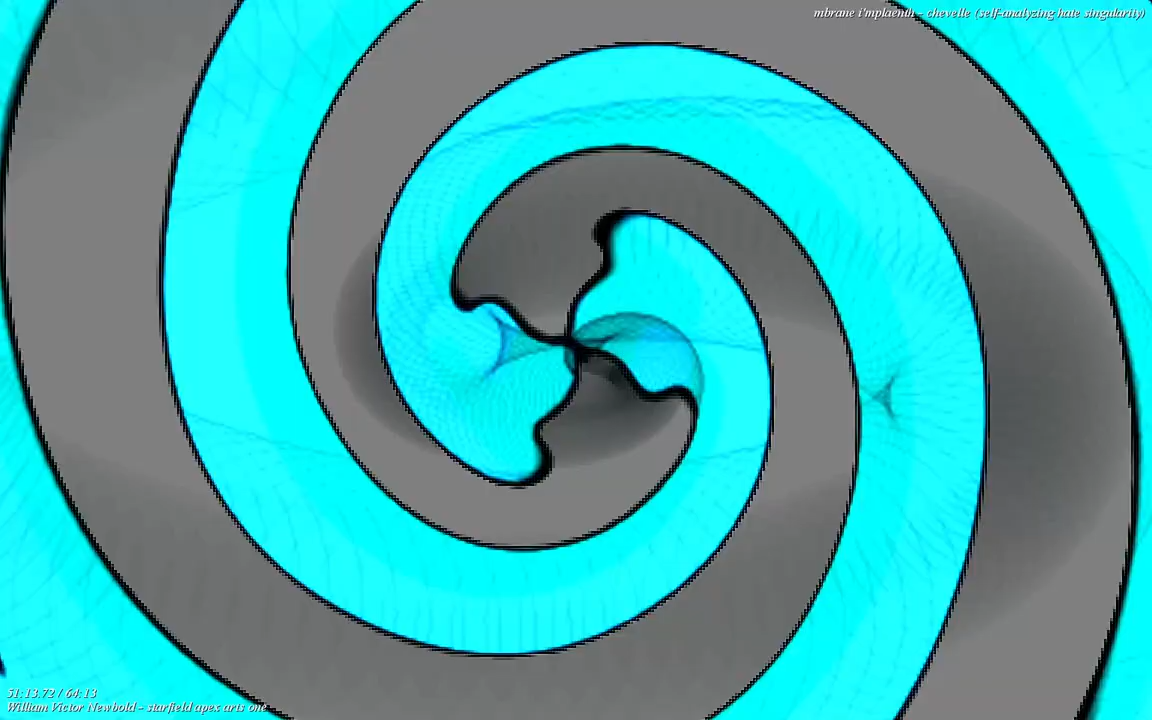 mbrane i'mplaenth - chevelle (self-analyzing hate singularity)
51:13.72 / 64:13
William Victor Newbold - starfield apex arts one